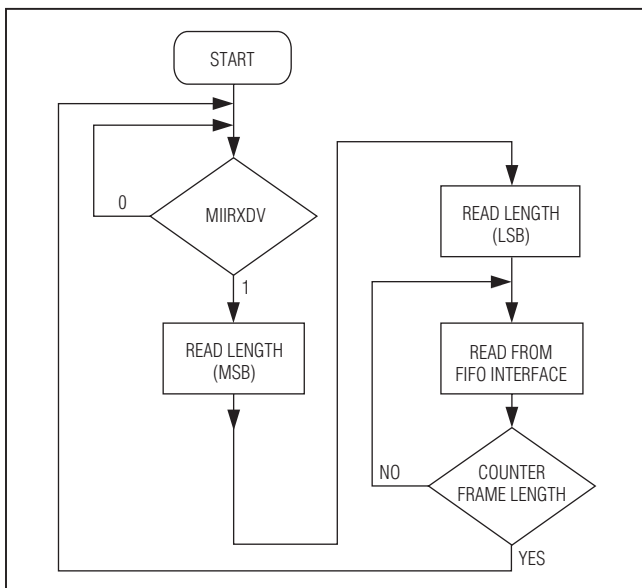 START
MIIRXDV
0
1
READ LENGTH
(MSB)
READ LENGTH
(LSB)
READ FROM
FIFO INTERFACE
COUNTER
FRAME LENGTH
NO
YES